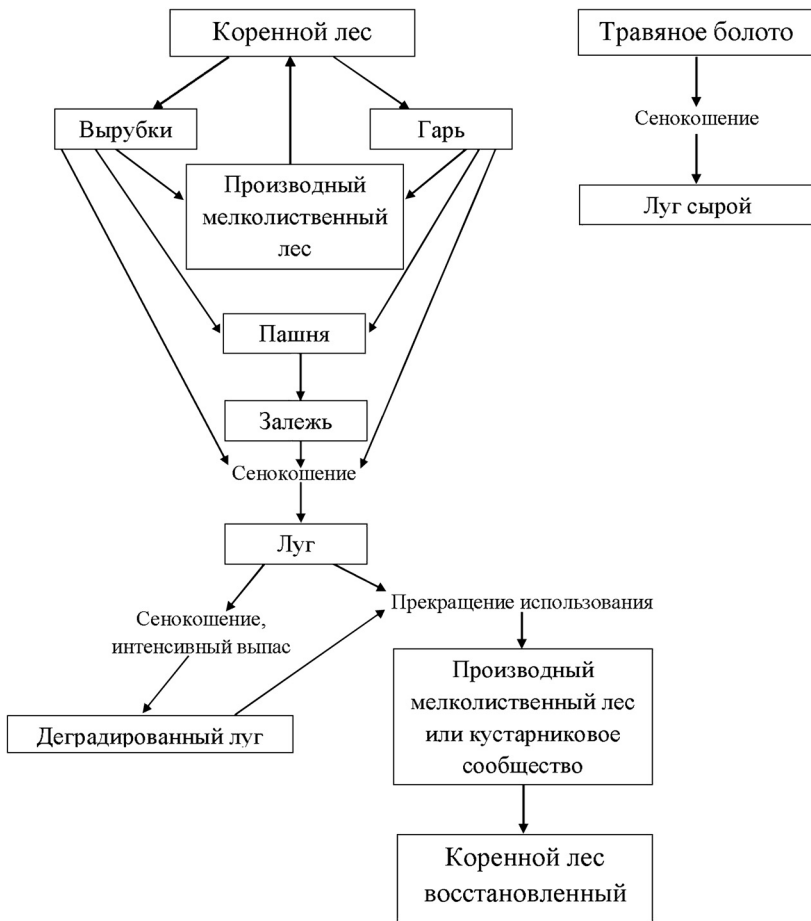 Коренной лес
Травяное болото
Сенокошение
Вырубки
Гарь
Производный
мелколиственный
лес
Луг сырой
Пашня
Залежь
Сенокошение
Луг
Сенокошение,
интенсивный выпас
Прекращение использования
Деградированный луг
Производный
мелколиственный лес
или кустарниковое
сообщество
Коренной лес
восстановленный